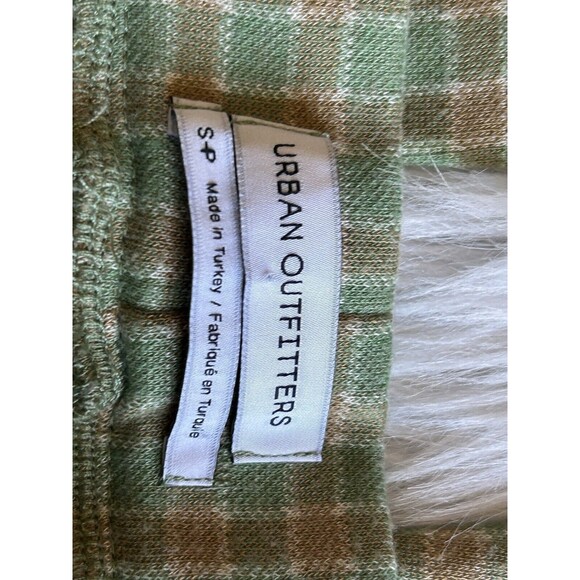 URBAN OUTFITTERS
S-P
Made in Turkey / Fabriqué en Turquie